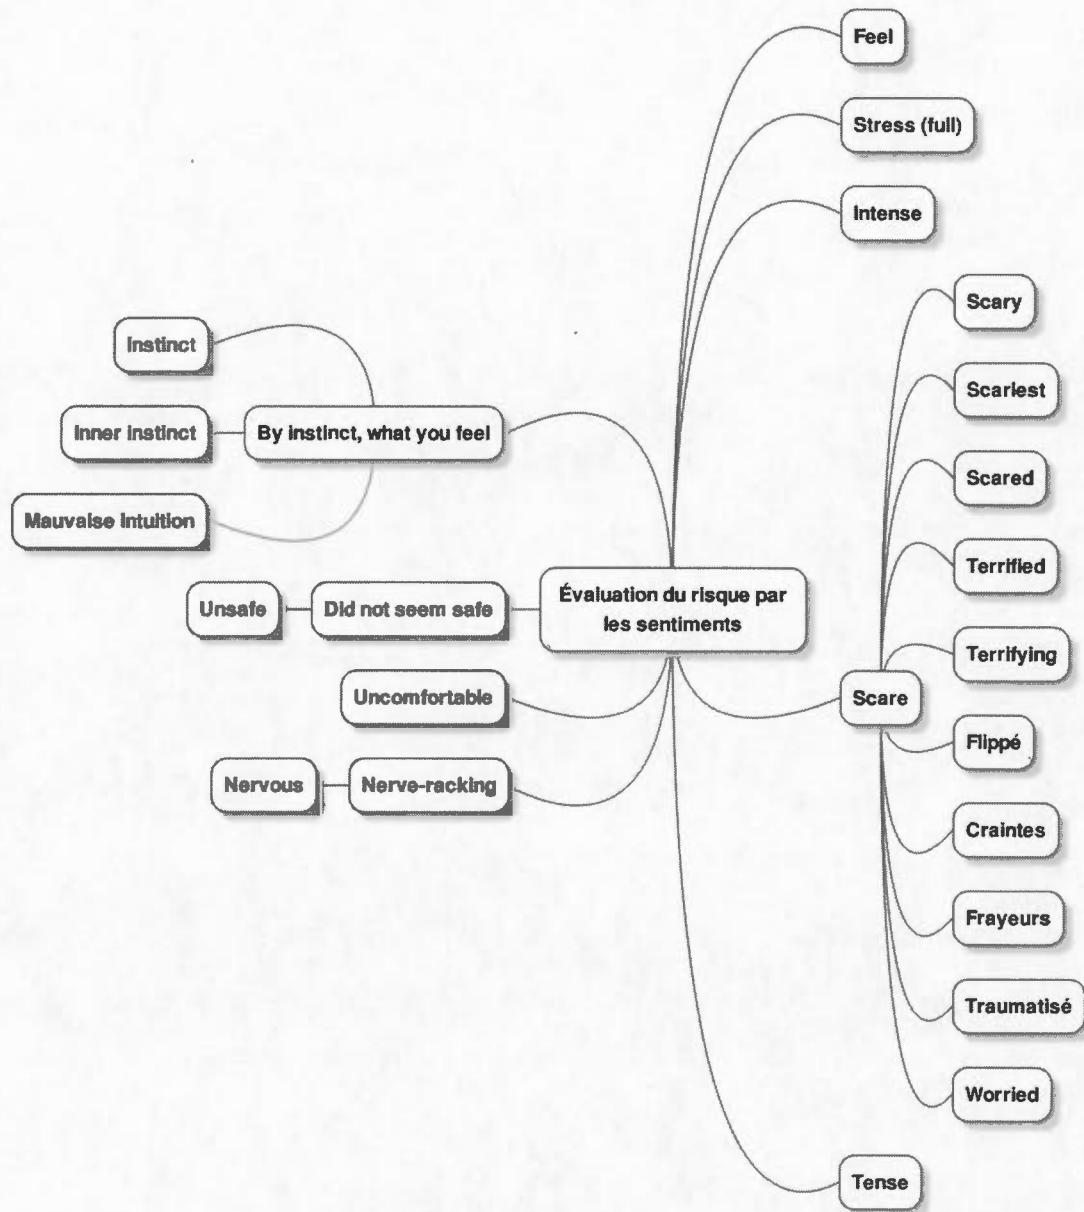 Feel
Stress (full)
Intense
Scary
Instinct
Scariest
Inner instinct
By instinct, what you feel
Scared
Mauvaise intuition
Terrified
Évaluation du risque par
les sentiments
Unsafe
Did not seem safe
Terrifying
Uncomfortable
Scare
Flippé
Nervous
Nerve-racking
Craintes
Frayeurs
Traumatisé
Worried
Tense